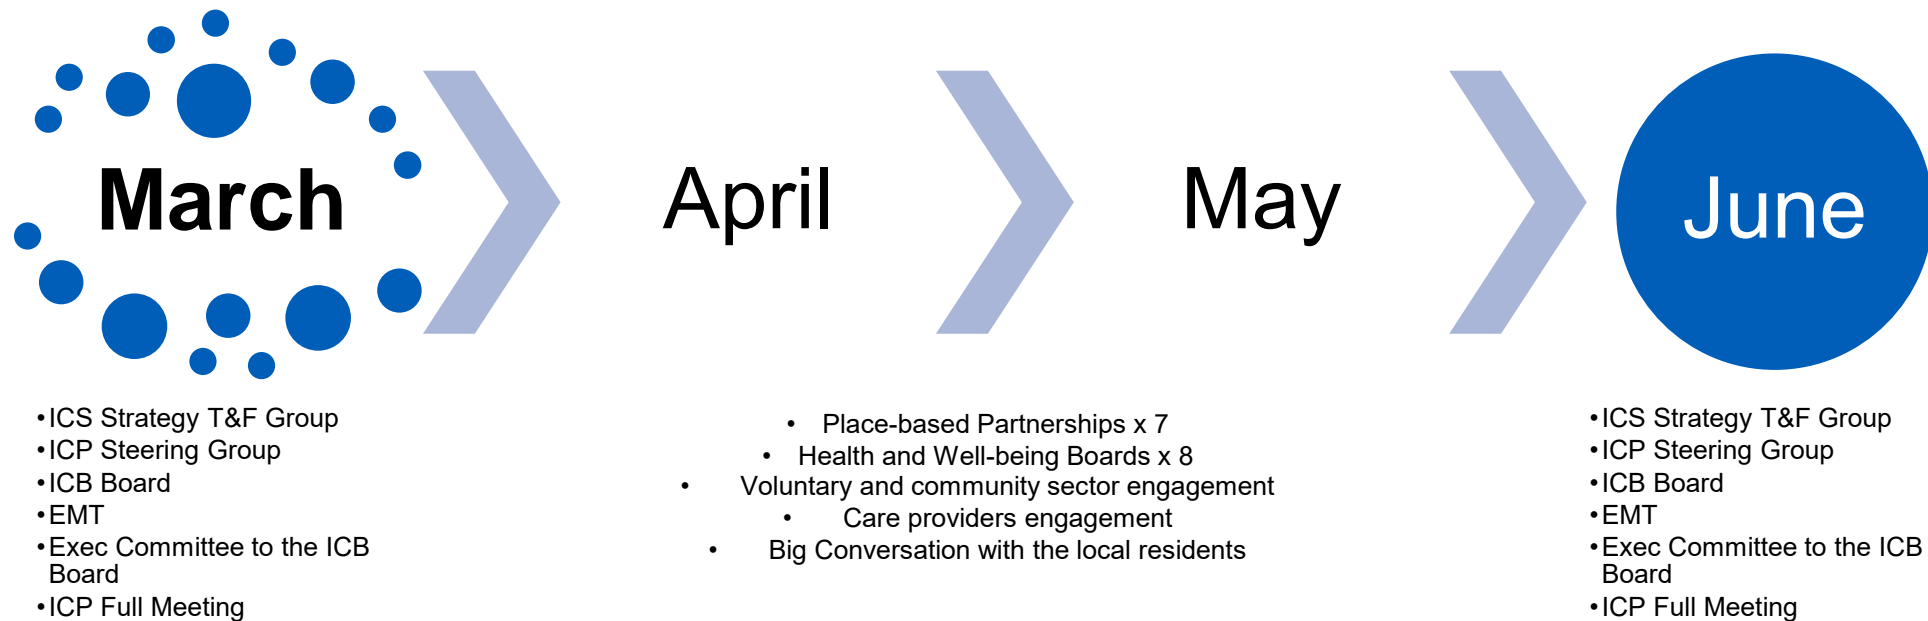 March
April
May
June
•ICS Strategy T&F Group
•ICP Steering Group
•ICB Board
•EMT
•Exec Committee to the ICB
Board
•ICP Full Meeting
• Place-based Partnerships x 7
• Health and Well-being Boards x 8
• Voluntary and community sector engagement
• Care providers engagement
• Big Conversation with the local residents
•ICS Strategy T&F Group
•ICP Steering Group
•ICB Board
•EMT
•Exec Committee to the ICB
Board
•ICP Full Meeting